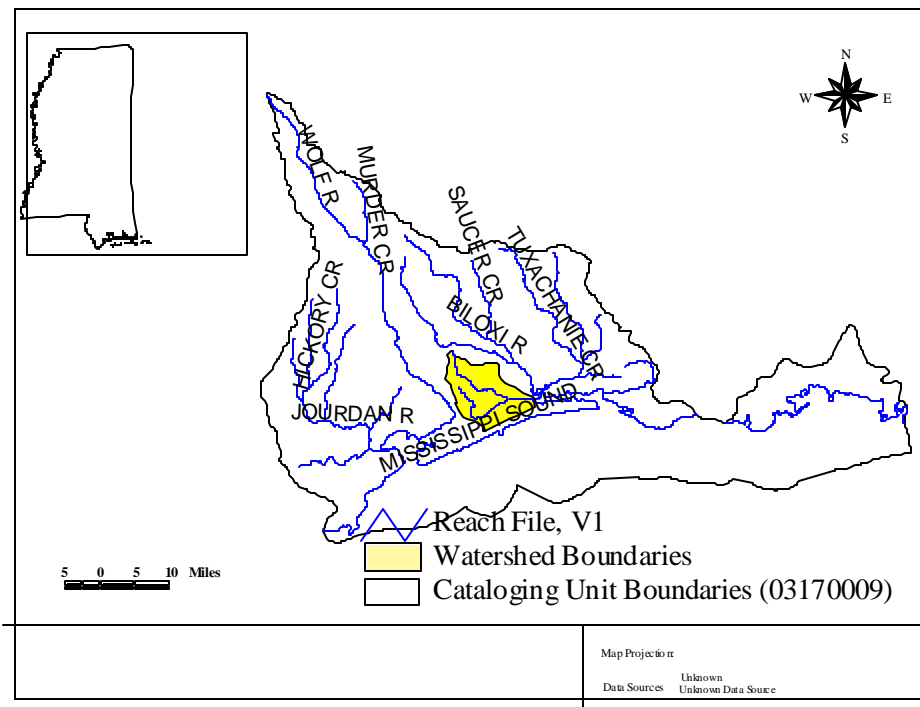 N
W E
S
WOLF R
MURDER CR
SAUCER CR
TUXACHANIE CR
HICKORY CR
BILOXI R
JOURDAN R
MISSISSIPPI SOUND
Reach File, V1
Watershed Boundaries
Cataloging Unit Boundaries (03170009)
5 0 5 10 Miles
Map Projection:
Unknown
Data Sources Unknown Data Source